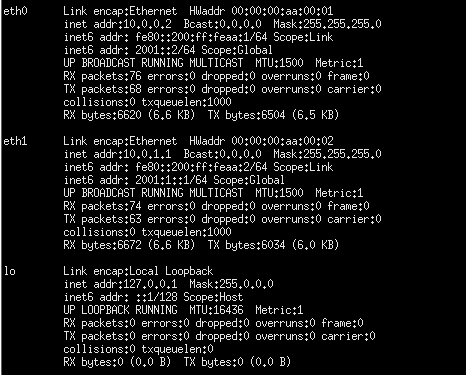 eth0      Link encap:Ethernet  HWaddr 00:00:00:aa:00:01
          inet addr:10.0.0.2  Bcast:0.0.0.0  Mask:255.255.255.0
          inet6 addr: fe80::200:ff:feaa:1/64 Scope:Link
          inet6 addr: 2001::2/64 Scope:Global
          UP BROADCAST RUNNING MULTICAST  MTU:1500  Metric:1
          RX packets:76 errors:0 dropped:0 overruns:0 frame:0
          TX packets:68 errors:0 dropped:0 overruns:0 carrier:0
          collisions:0 txqueuelen:1000
          RX bytes:6620 (6.6 KB)  TX bytes:6504 (6.5 KB)
eth1      Link encap:Ethernet  HWaddr 00:00:00:aa:00:02
          inet addr:10.0.1.1  Bcast:0.0.0.0  Mask:255.255.255.0
          inet6 addr: fe80::200:ff:feaa:2/64 Scope:Link
          inet6 addr: 2001:1::1/64 Scope:Global
          UP BROADCAST RUNNING MULTICAST  MTU:1500  Metric:1
          RX packets:74 errors:0 dropped:0 overruns:0 frame:0
          TX packets:63 errors:0 dropped:0 overruns:0 carrier:0
          collisions:0 txqueuelen:1000
          RX bytes:6672 (6.6 KB)  TX bytes:6034 (6.0 KB)
lo        Link encap:Local Loopback
          inet addr:127.0.0.1  Mask:255.0.0.0
          inet6 addr: ::1/128 Scope:Host
          UP LOOPBACK RUNNING  MTU:16436  Metric:1
          RX packets:0 errors:0 dropped:0 overruns:0 frame:0
          TX packets:0 errors:0 dropped:0 overruns:0 carrier:0
          collisions:0 txqueuelen:0
          RX bytes:0 (0.0 B)  TX bytes:0 (0.0 B)